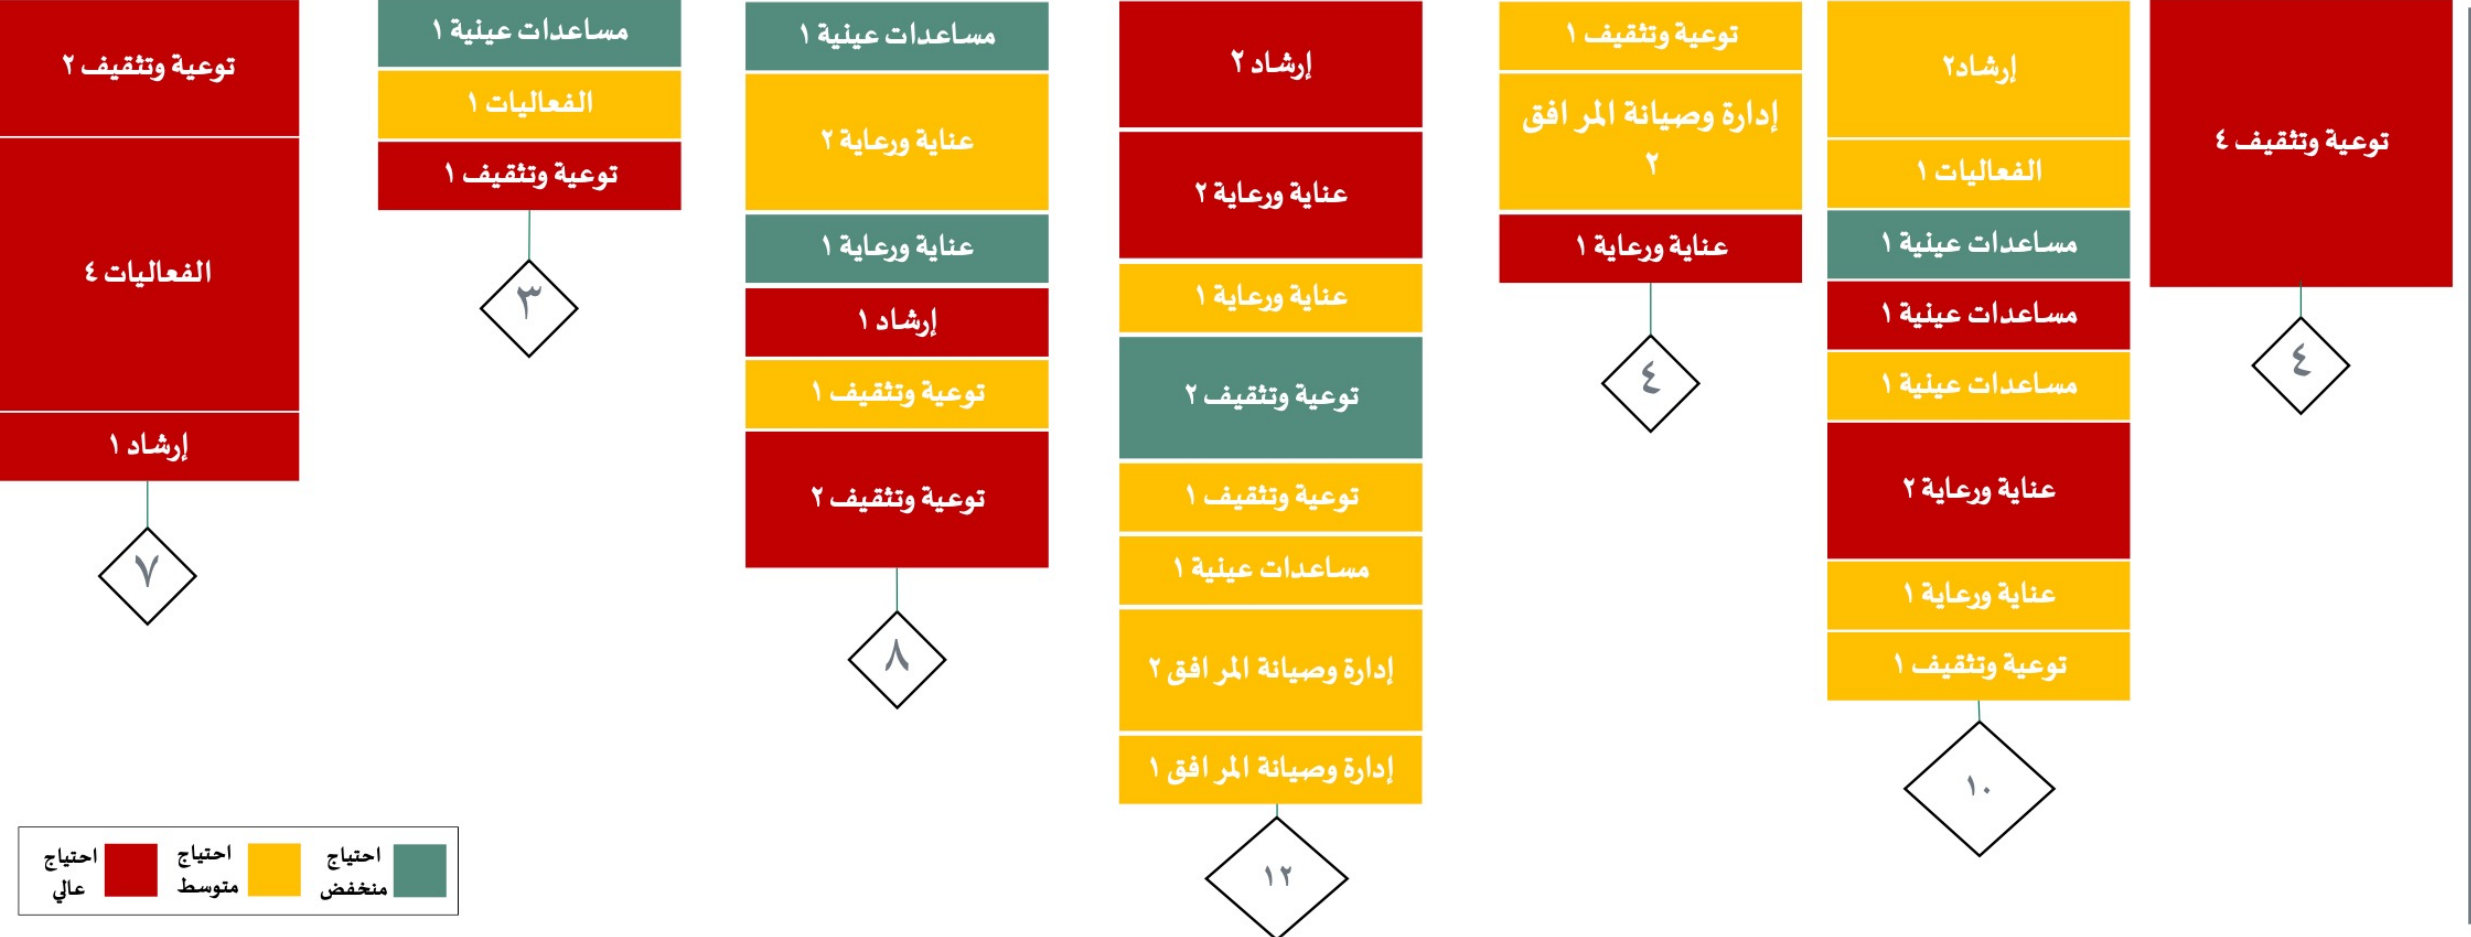 توعية وتثقيف ٤
٤
إرشاد٢
الفعاليات ١
مساعدات عينية ١
مساعدات عينية ١
مساعدات عينية ١
عناية ورعاية ٢
عناية ورعاية ١
توعية وتثقيف ١
١٠
توعية وتثقيف ١
إدارة وصيانة المرافق
٢
عناية ورعاية ١
٤
إرشاد ٢
عناية ورعاية ٢
عناية ورعاية ١
توعية وتثقيف ٢
توعية وتثقيف ١
مساعدات عينية ١
إدارة وصيانة المرافق ٢
إدارة وصيانة المرافق ١
١٢
مساعدات عينية ١
عناية ورعاية ٢
عناية ورعاية ١
إرشاد ١
توعية وتثقيف ١
توعية وتثقيف ٢
٨
مساعدات عينية ١
الفعاليات ١
توعية وتثقيف ١
٣
توعية وتثقيف ٢
الفعاليات ٤
إرشاد ١
٧
احتياج
منخفض
احتياج
متوسط
احتياج
عالي